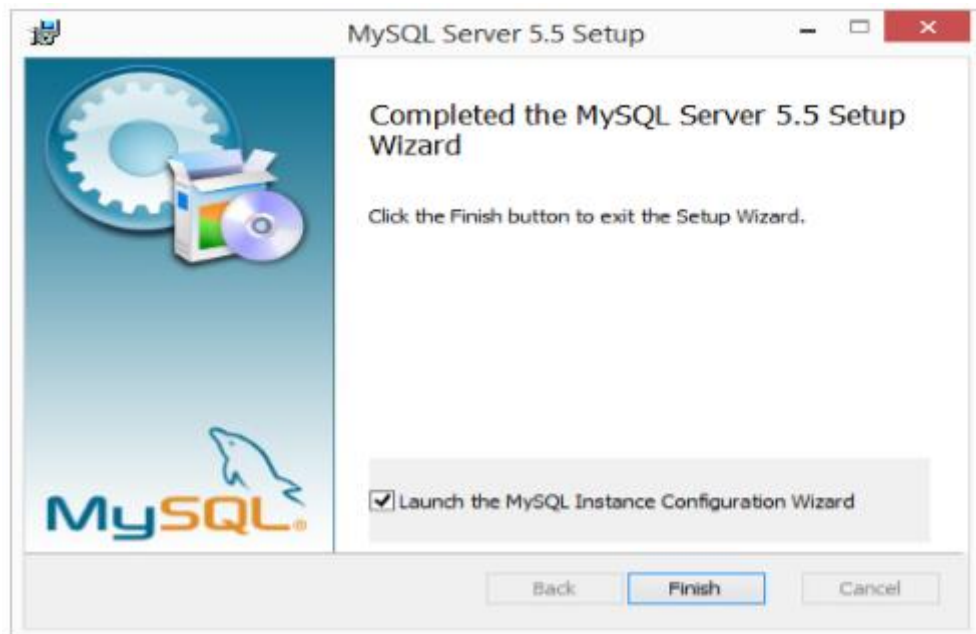 MySQL Server 5.5 Setup
Completed the MySQL Server 5.5 Setup
Wizard
Click the Finish button to exit the Setup Wizard.
MySQL®
Launch the MySQL Instance Configuration Wizard
Back
Finish
Cancel